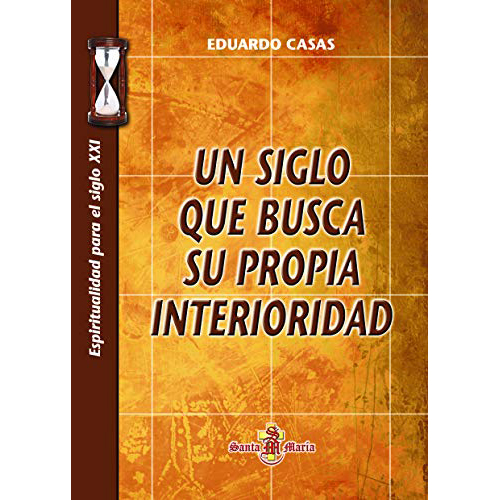 EDUARDO CASAS
Espiritualidad para el siglo XXI
UN SIGLO
QUE BUSCA
SU PROPIA
INTERIORIDAD
Santa María